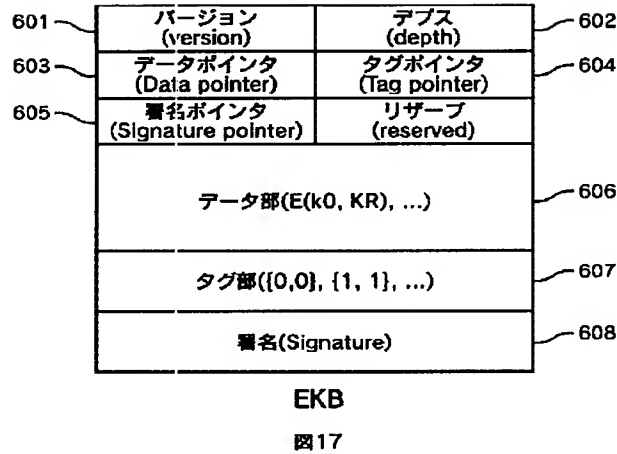 601 バージョン デプス 602
(version) (depth)
603 データポインタ タグポインタ 604
(Data pointer) (Tag pointer)
605 署名ポインタ リザーブ
(Signature pointer) (reserved)
データ部(E(k0, KR), ...) 606
タグ部({0,0}, {1, 1}, ...) 607
署名(Signature) 608
EKB
図17